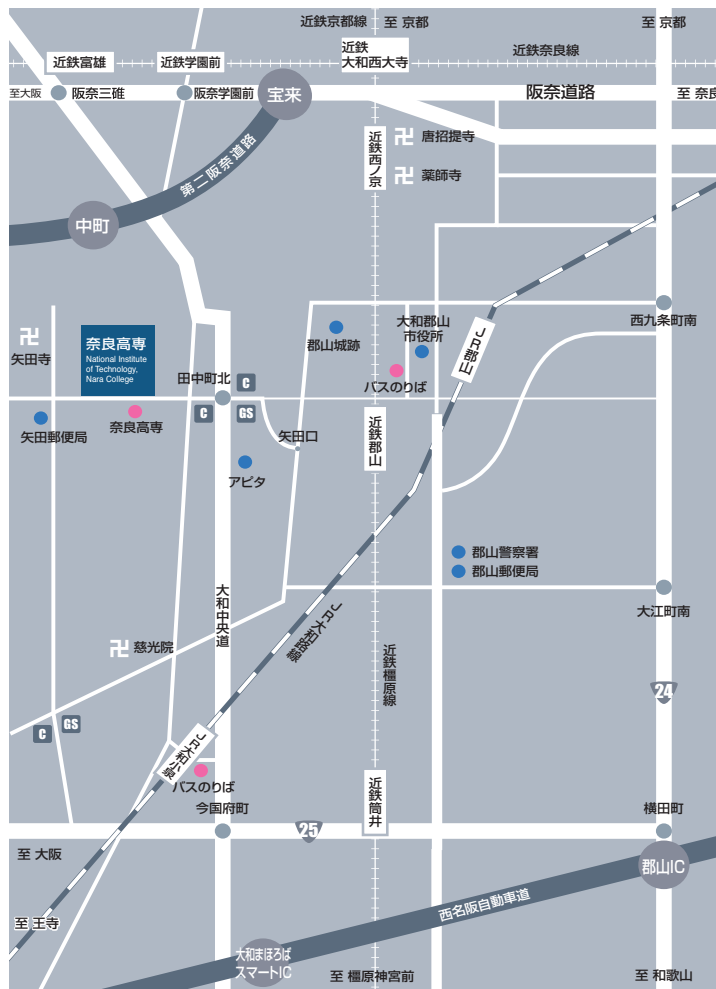 近鉄京都線
至 京都
至 京都
近鉄富雄
近鉄学園前
近鉄
大和西大寺
近鉄奈良線
至大阪
阪奈三碓
阪奈学園前
宝来
阪奈道路
至 奈良
第二阪奈道路
近鉄西ノ京
唐招提寺
薬師寺
中町
西九条町南
矢田寺
奈良高専
National Institute
of Technology,
Nara College
郡山城跡
大和郡山
市役所
JR郡山
バスのりば
田中町北
C
C
GS
矢田郵便局
奈良高専
矢田口
近鉄郡山
アピタ
郡山警察署
郡山郵便局
大和中央道
大江町南
JR大和路線
慈光院
近鉄橿原線
24
C
GS
JR大和小泉
バスのりば
近鉄筒井
今国府町
25
横田町
至 大阪
郡山IC
西名阪自動車道
至 王寺
大和まほろば
スマートIC
至 橿原神宮前
至 和歌山